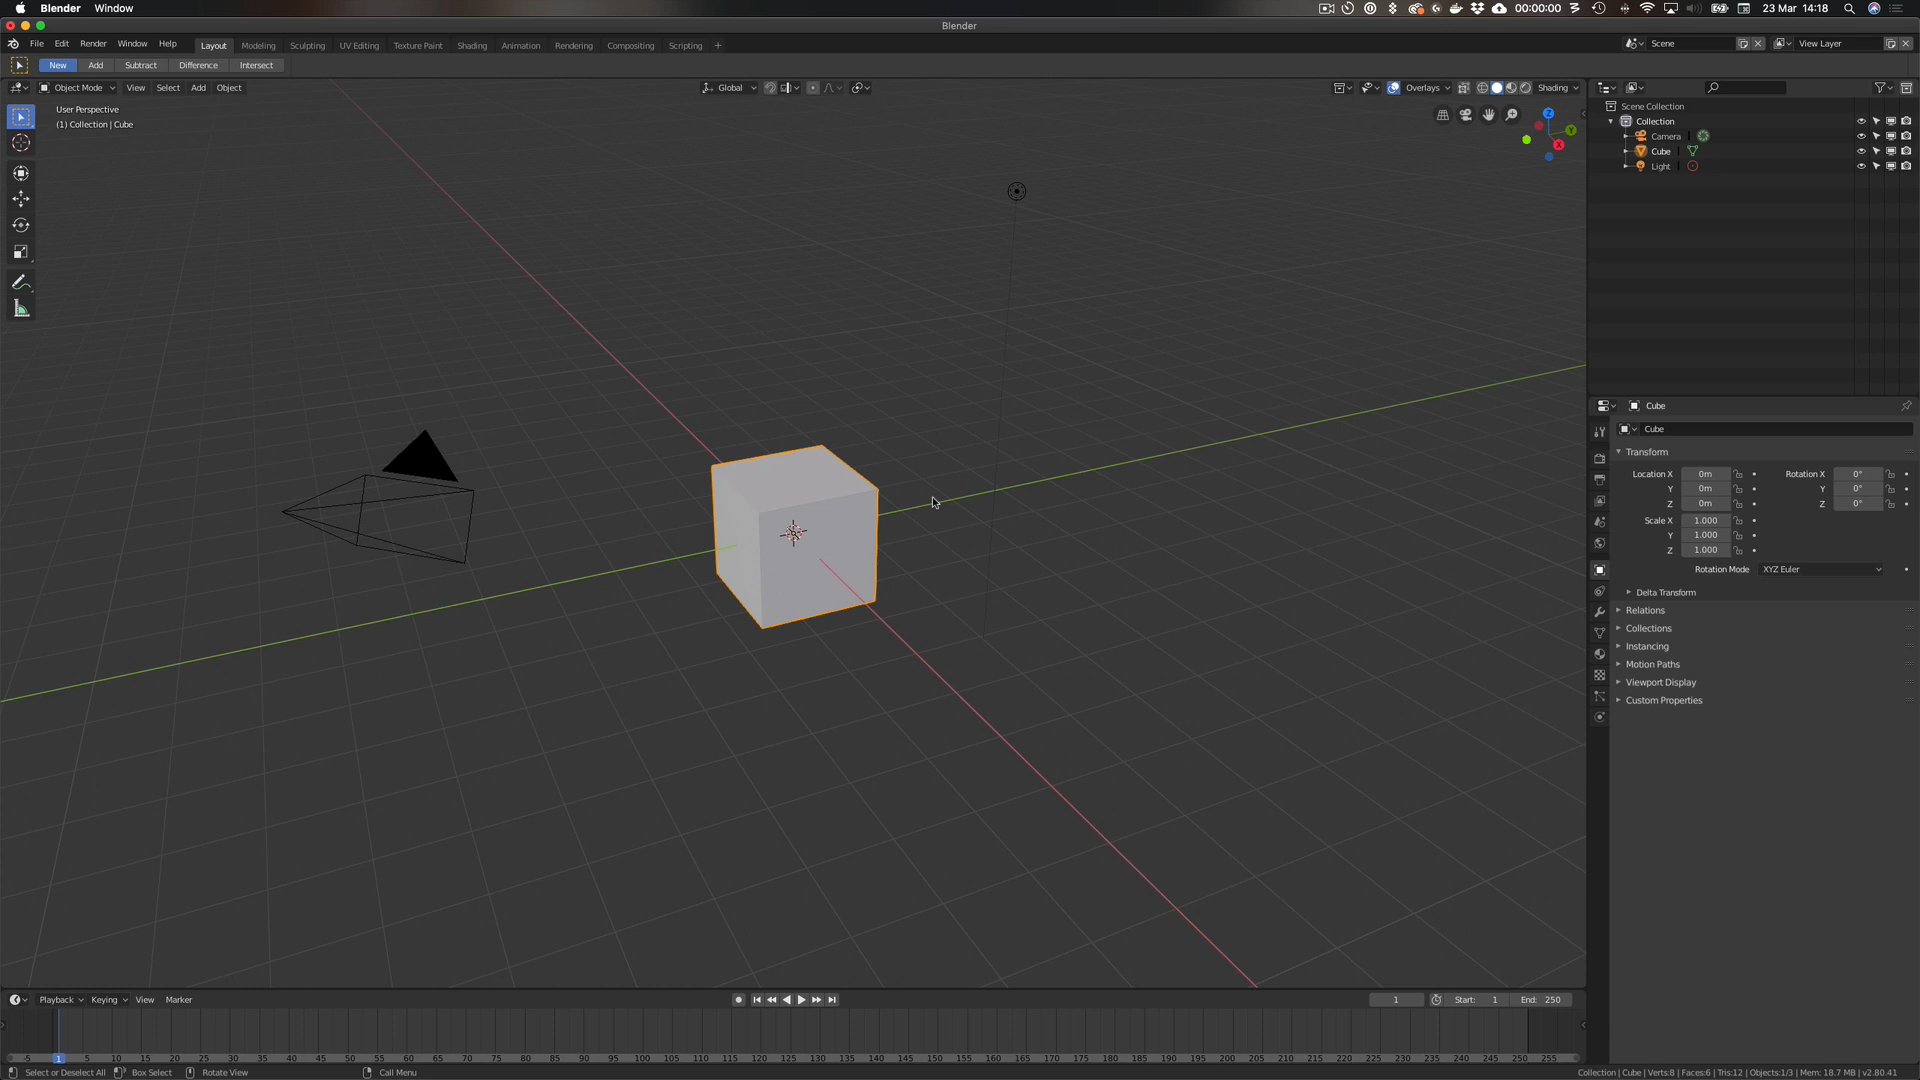 Blender Window 00:00:00 23 Mar 14:18
Blender
File Edit Render Window Help Layout Modeling Sculpting UV Editing Texture Paint Shading Animation Rendering Compositing Scripting + Scene View Layer
New Add Subtract Difference Intersect
Object Mode View Select Add Object Global Overlays Shading
User Perspective
(1) Collection | Cube
Z
Y
X
Scene Collection
Collection
Camera
Cube
Light
Cube
Cube
Transform
Location X 0m Rotation X 0°
Y 0m Y 0°
Z 0m Z 0°
Scale X 1.000
Y 1.000
Z 1.000
Rotation Mode XYZ Euler
Delta Transform
Relations
Collections
Instancing
Motion Paths
Viewport Display
Custom Properties
Playback Keying View Marker 1 Start: 1 End: 250
-5 1 5 10 15 20 25 30 35 40 45 50 55 60 65 70 75 80 85 90 95 100 105 110 115 120 125 130 135 140 145 150 155 160 165 170 175 180 185 190 195 200 205 210 215 220 225 230 235 240 245 250 255
Select or Deselect All Box Select Rotate View Call Menu Collection | Cube | Verts:8 | Faces:6 | Tris:12 | Objects:1/3 | Mem: 18.7 MB | v2.80.41